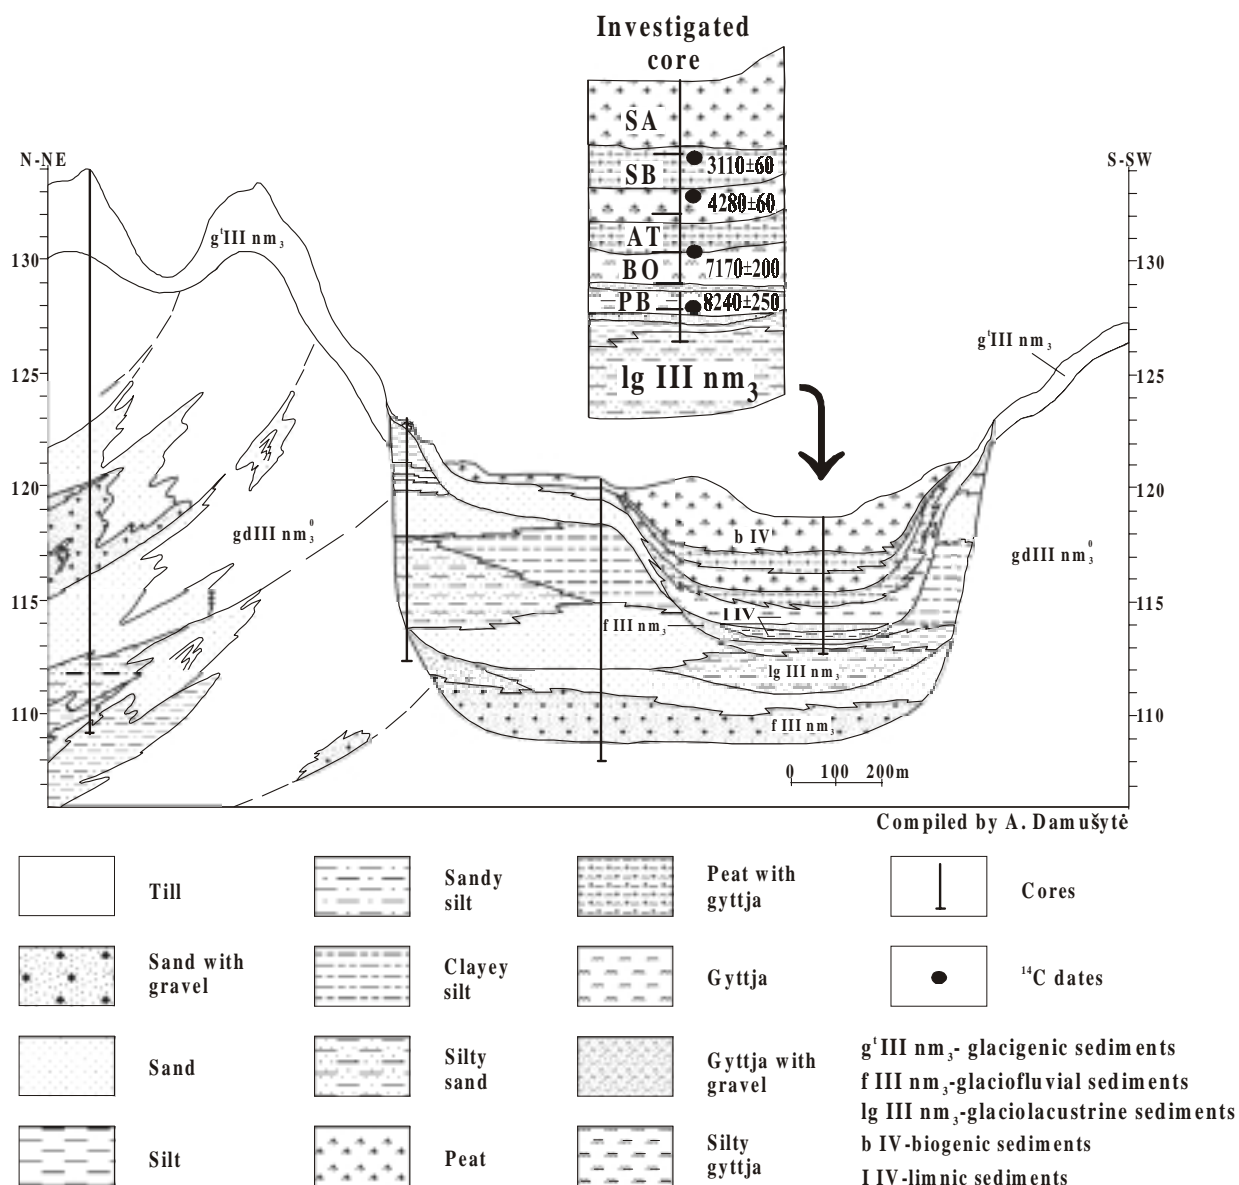 Investigated
core
N-NE
S-SW
SA
SB
3110±60
4280±60
AT
BO
7170±200
PB
8240±250
lg III nm3
gtIII nm3
gtIII nm3
130
125
120
115
110
130
125
120
115
110
gdIII nm30
gdIII nm30
b IV
l IV
f III nm3
lg III nm3
f III nm3
0 100 200m
Compiled by A. Damušytė
Till
Sand with
gravel
Sand
Silt
Sandy
silt
Clayey
silt
Silty
sand
Peat
Peat with
gyttja
Gyttja
Gyttja with
gravel
Silty
gyttja
Cores
14C dates
gtIII nm3- glacigenic sediments
f III nm3-glaciofluvial sediments
lg III nm3-glaciolacustrine sediments
b IV-biogenic sediments
I IV-limnic sediments